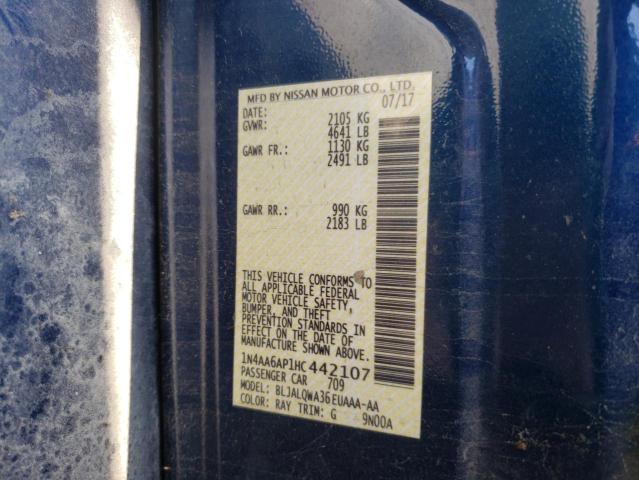 MFD BY NISSAN MOTOR CO., LTD.
DATE: 07/17
GVWR: 2105 KG
4641 LB
GAWR FR.: 1130 KG
2491 LB
GAWR RR.: 990 KG
2183 LB
THIS VEHICLE CONFORMS TO
ALL APPLICABLE FEDERAL
MOTOR VEHICLE SAFETY,
BUMPER, AND THEFT
PREVENTION STANDARDS IN
EFFECT ON THE DATE OF
MANUFACTURE SHOWN ABOVE.
1N4AA6AP1HC442107
PASSENGER CAR 709
MODEL: BLJALQWA36EUAAA-AA
COLOR: RAY TRIM: G 9N00A